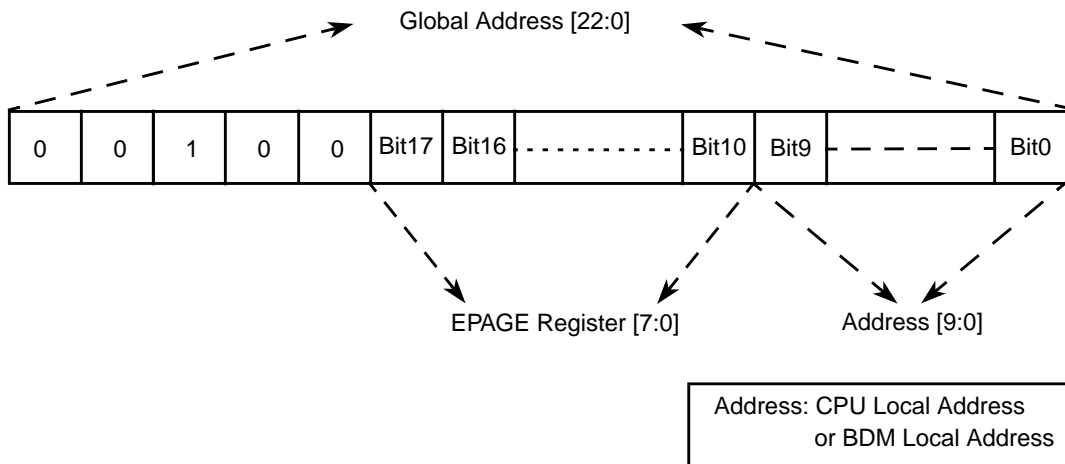 Global Address [22:0]
0 0 1 0 0 Bit17 Bit16 Bit10 Bit9 Bit0
EPAGE Register [7:0]
Address [9:0]
Address: CPU Local Address
or BDM Local Address